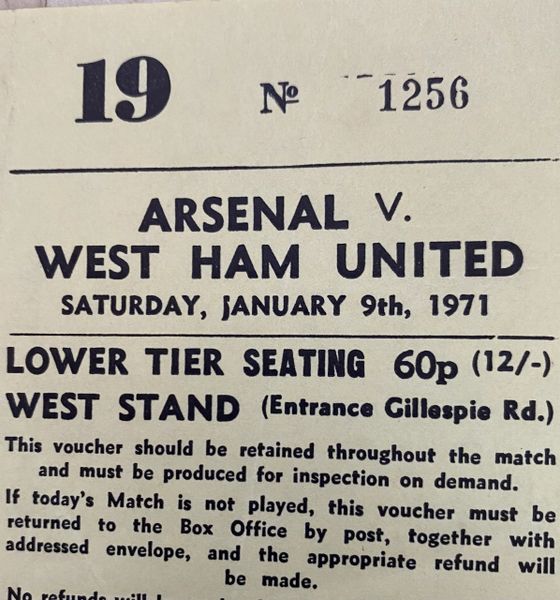 19 Nº 1256
ARSENAL V.
WEST HAM UNITED
SATURDAY, JANUARY 9th, 1971
LOWER TIER SEATING 60p (12/-)
WEST STAND (Entrance Gillespie Rd.)
This voucher should be retained throughout the match
and must be produced for inspection on demand.
If today's Match is not played, this voucher must be
returned to the Box Office by post, together with
addressed envelope, and the appropriate refund will
be made.
No refunds will